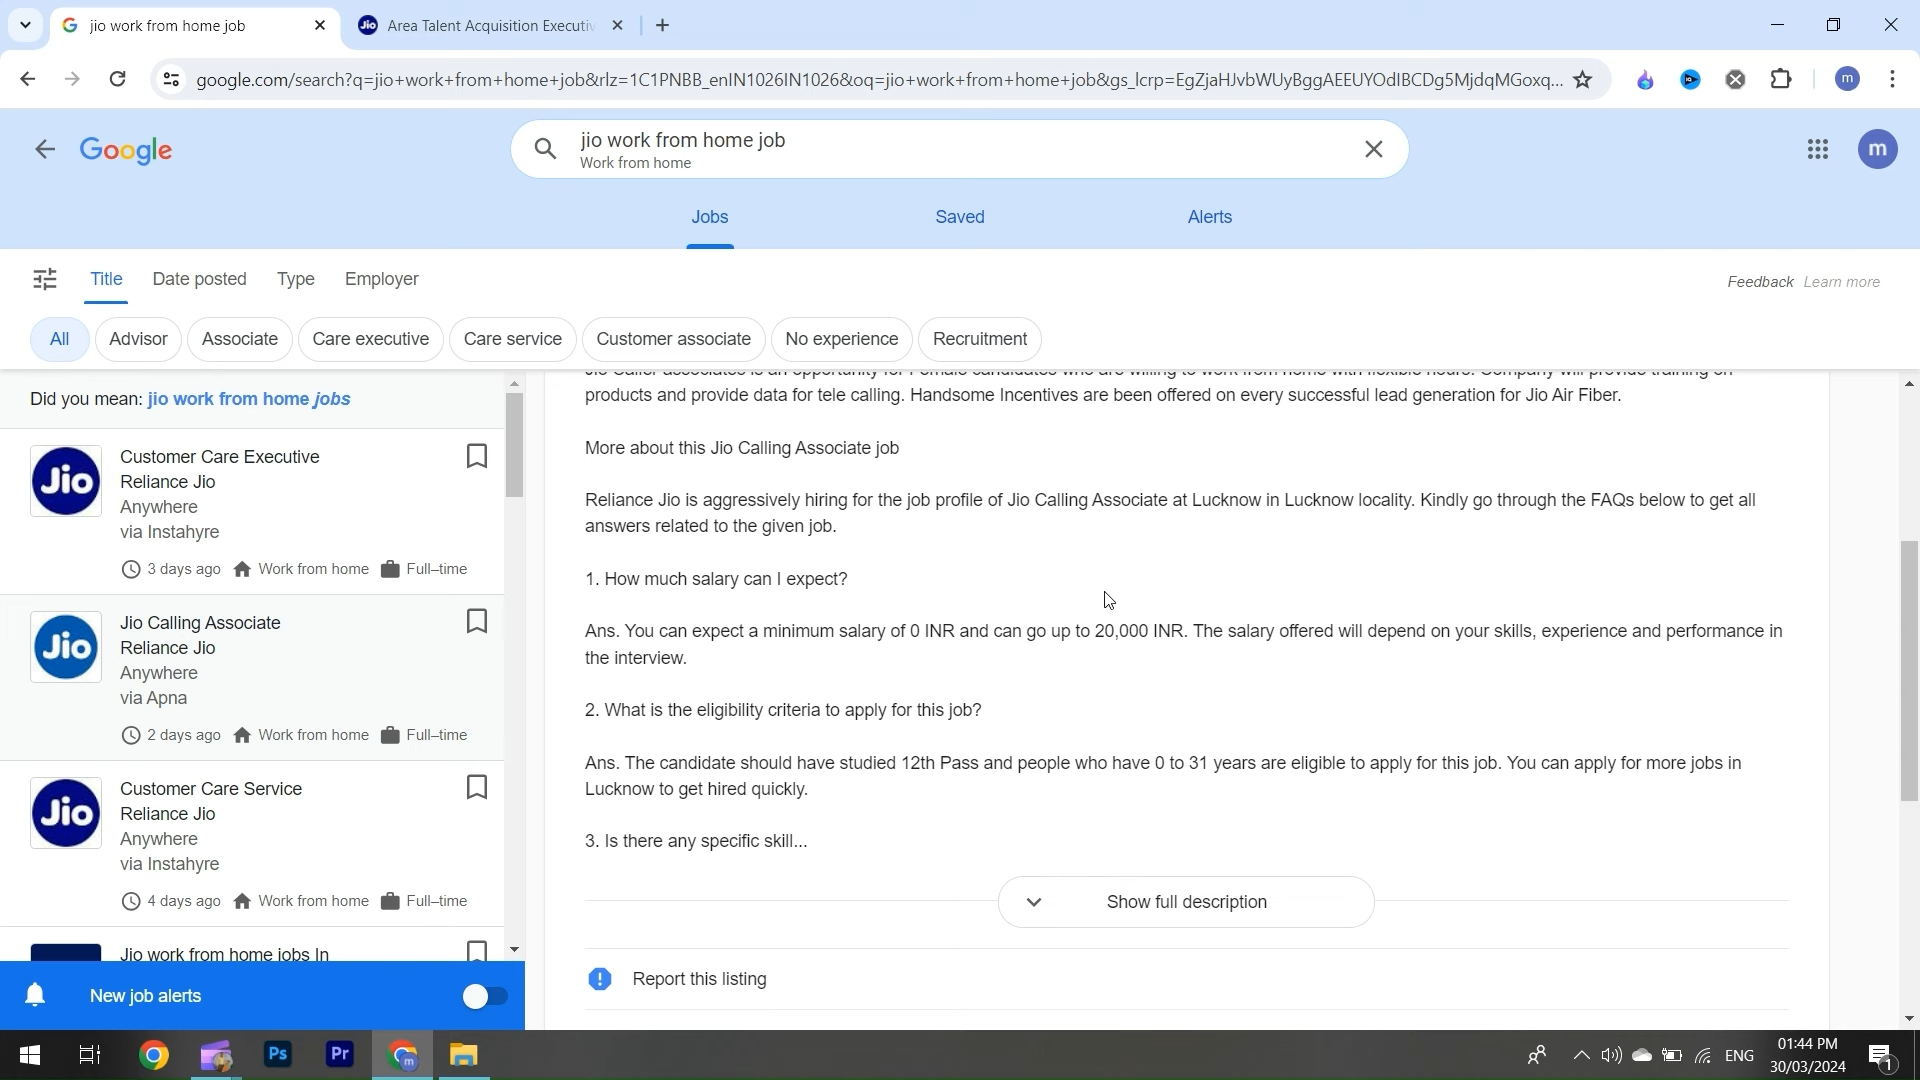 jio work from home job
Area Talent Acquisition Executiv
google.com/search?q=jio+work+from+home+job&rlz=1C1PNBB_enIN1026IN1026&oq=jio+work+from+home+job&gs_lcrp=EgZjaHJvbWUyBggAEEUYOdIBCDg5MjdqMGoxq...
m
Google
jio work from home job
Work from home
m
Jobs
Saved
Alerts
Title
Date posted
Type
Employer
Feedback
Learn more
All
Advisor
Associate
Care executive
Care service
Customer associate
No experience
Recruitment
Did you mean: jio work from home jobs
Jio
Customer Care Executive
Reliance Jio
Anywhere
via Instahyre
3 days ago
Work from home
Full–time
Jio
Jio Calling Associate
Reliance Jio
Anywhere
via Apna
2 days ago
Work from home
Full–time
Jio
Customer Care Service
Reliance Jio
Anywhere
via Instahyre
4 days ago
Work from home
Full–time
Jio work from home jobs In
New job alerts
products and provide data for tele calling. Handsome Incentives are been offered on every successful lead generation for Jio Air Fiber.
More about this Jio Calling Associate job
Reliance Jio is aggressively hiring for the job profile of Jio Calling Associate at Lucknow in Lucknow locality. Kindly go through the FAQs below to get all
answers related to the given job.
1. How much salary can I expect?
Ans. You can expect a minimum salary of 0 INR and can go up to 20,000 INR. The salary offered will depend on your skills, experience and performance in
the interview.
2. What is the eligibility criteria to apply for this job?
Ans. The candidate should have studied 12th Pass and people who have 0 to 31 years are eligible to apply for this job. You can apply for more jobs in
Lucknow to get hired quickly.
3. Is there any specific skill...
Show full description
Report this listing
Ps
Pr
ENG
01:44 PM
30/03/2024
1